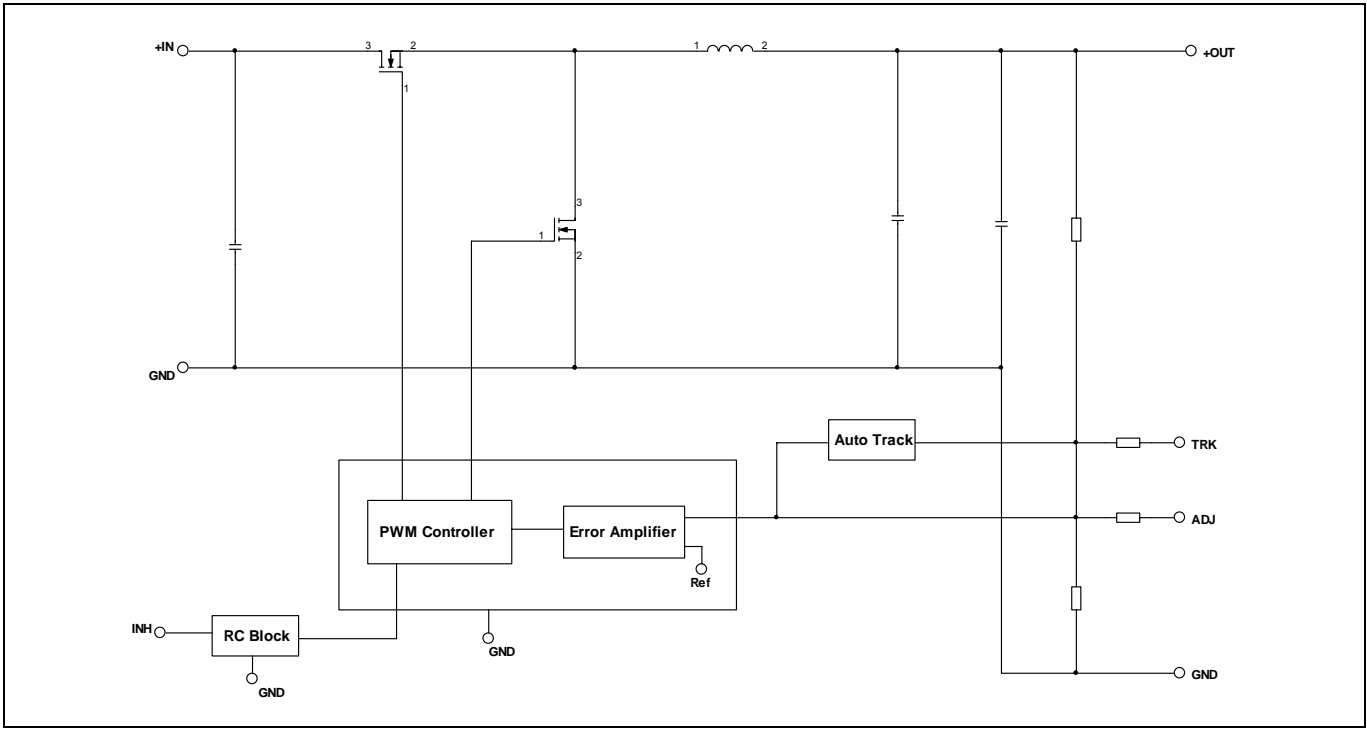 +IN
3
2
1
1
2
+OUT
3
1
2
GND
Auto Track
TRK
PWM Controller
Error Amplifier
ADJ
Ref
INH
RC Block
GND
GND
GND